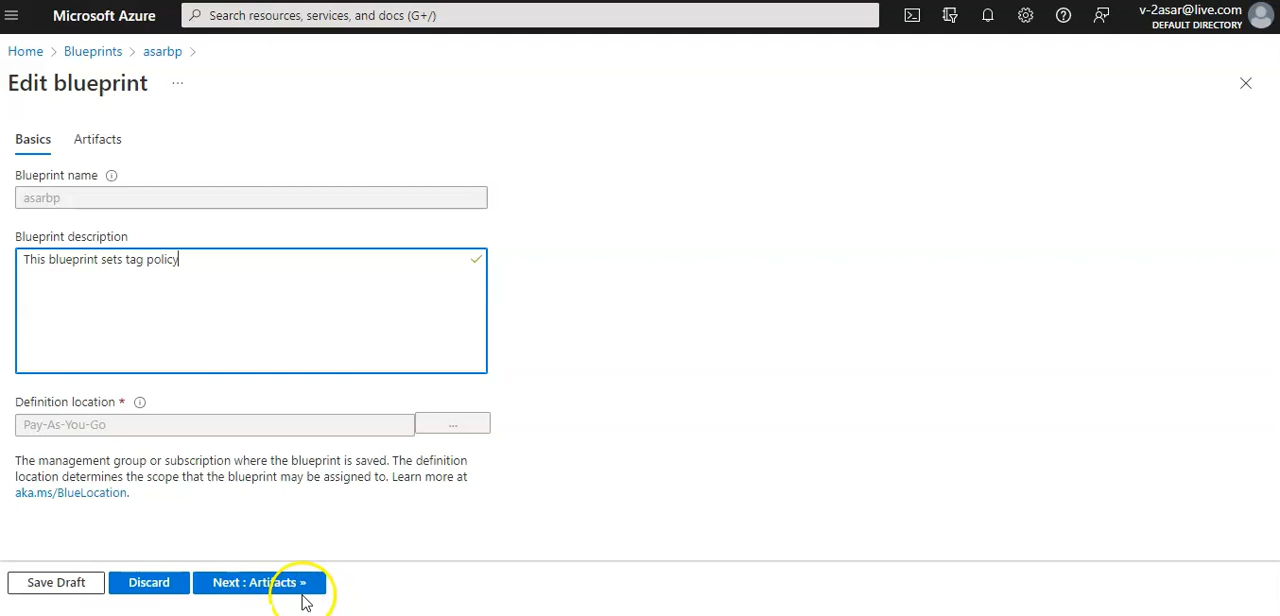 Microsoft Azure
Search resources, services, and docs (G+/)
v-2asar@live.com
DEFAULT DIRECTORY
Home > Blueprints > asarbp >
Edit blueprint ...
Basics Artifacts
Blueprint name
asarbp
Blueprint description
This blueprint sets tag policy
Definition location *
Pay-As-You-Go ...
The management group or subscription where the blueprint is saved. The definition
location determines the scope that the blueprint may be assigned to. Learn more at
aka.ms/BlueLocation.
Save Draft Discard Next : Artifacts »